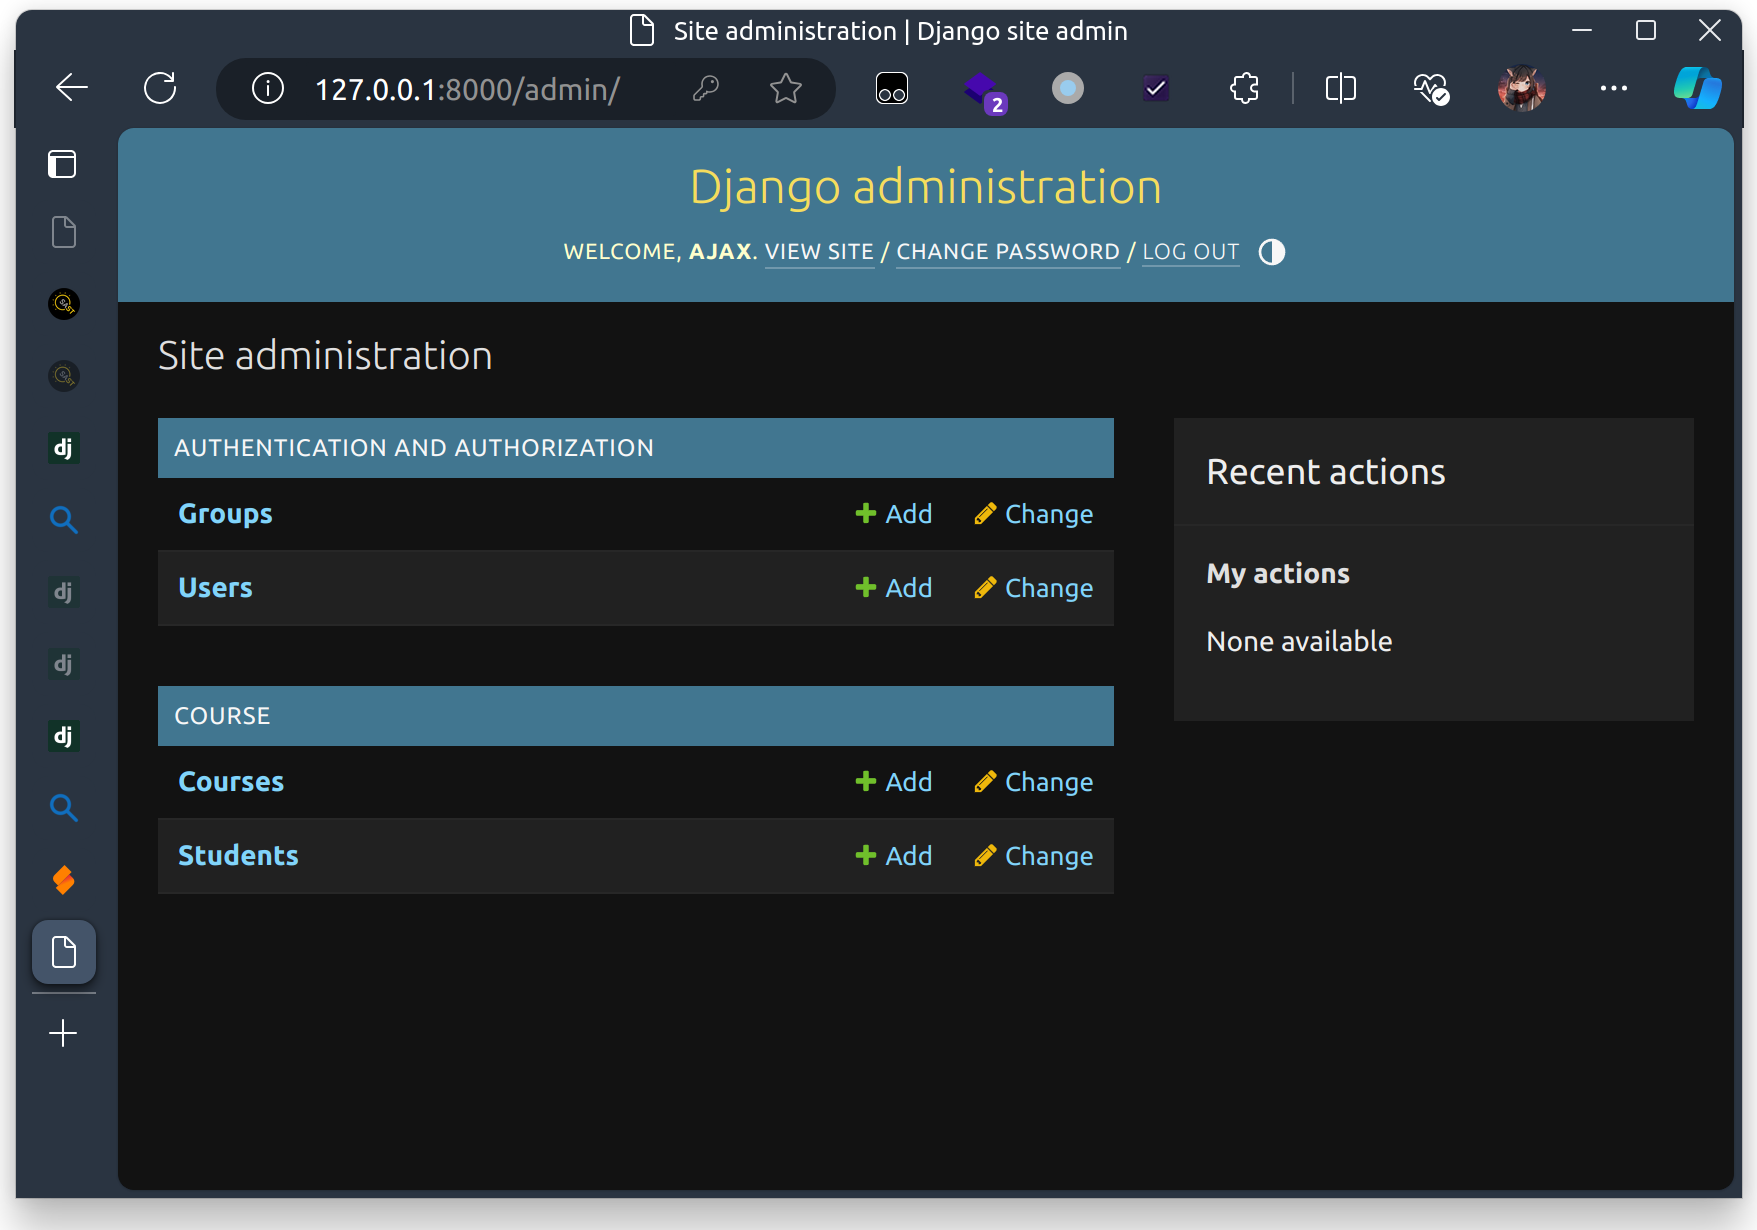 Site administration | Django site admin
127.0.0.1:8000/admin/
2
Django administration
WELCOME, AJAX. VIEW SITE / CHANGE PASSWORD / LOG OUT
Site administration
AUTHENTICATION AND AUTHORIZATION
Groups Add Change
Users Add Change
COURSE
Courses Add Change
Students Add Change
Recent actions
My actions
None available
dj
dj
dj
dj